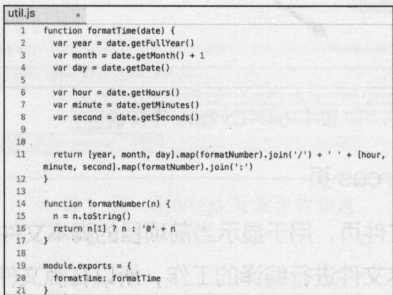 util.js ×
1 function formatTime(date) {
2 var year = date.getFullYear()
3 var month = date.getMonth() + 1
4 var day = date.getDate()
5
6 var hour = date.getHours()
7 var minute = date.getMinutes()
8 var second = date.getSeconds()
9
10
11 return [year, month, day].map(formatNumber).join('/') + ' ' + [hour,
minute, second].map(formatNumber).join(':')
12 }
13
14 function formatNumber(n) {
15 n = n.toString()
16 return n[1] ? n : '0' + n
17 }
18
19 module.exports = {
20 formatTime: formatTime
21 }